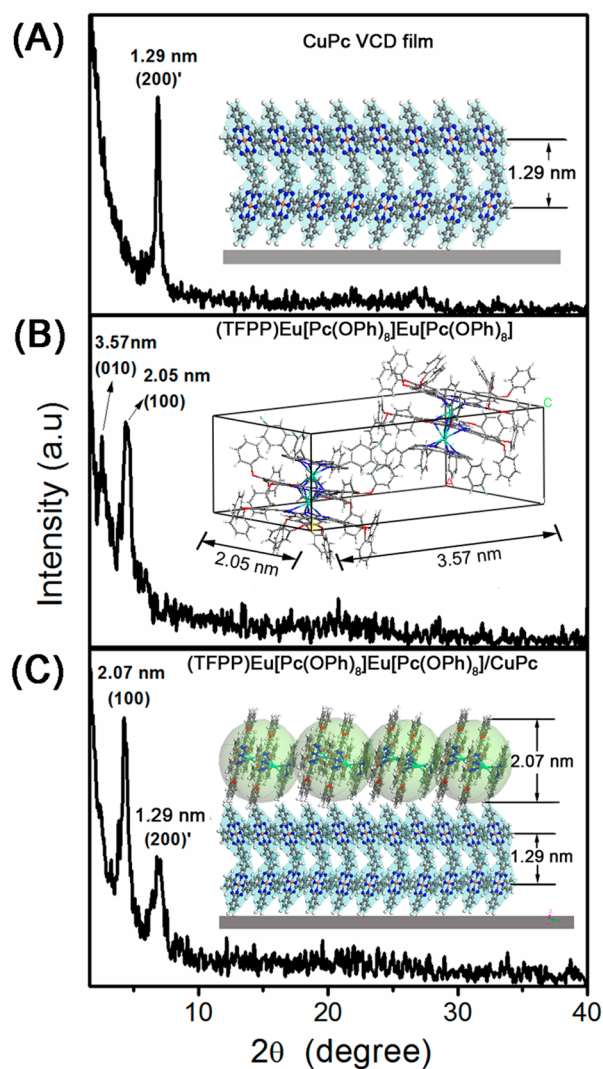 (A)
CuPc VCD film
1.29 nm
(200)'
1.29 nm
(B)
(TFPP)Eu[Pc(OPh)₈]Eu[Pc(OPh)₈]
3.57nm
(010)
2.05 nm
(100)
C
2.05 nm
3.57 nm
(C)
(TFPP)Eu[Pc(OPh)₈]Eu[Pc(OPh)₈]/CuPc
2.07 nm
(100)
2.07 nm
1.29 nm
(200)'
1.29 nm
Intensity (a.u)
10 20 30 40
2θ (degree)